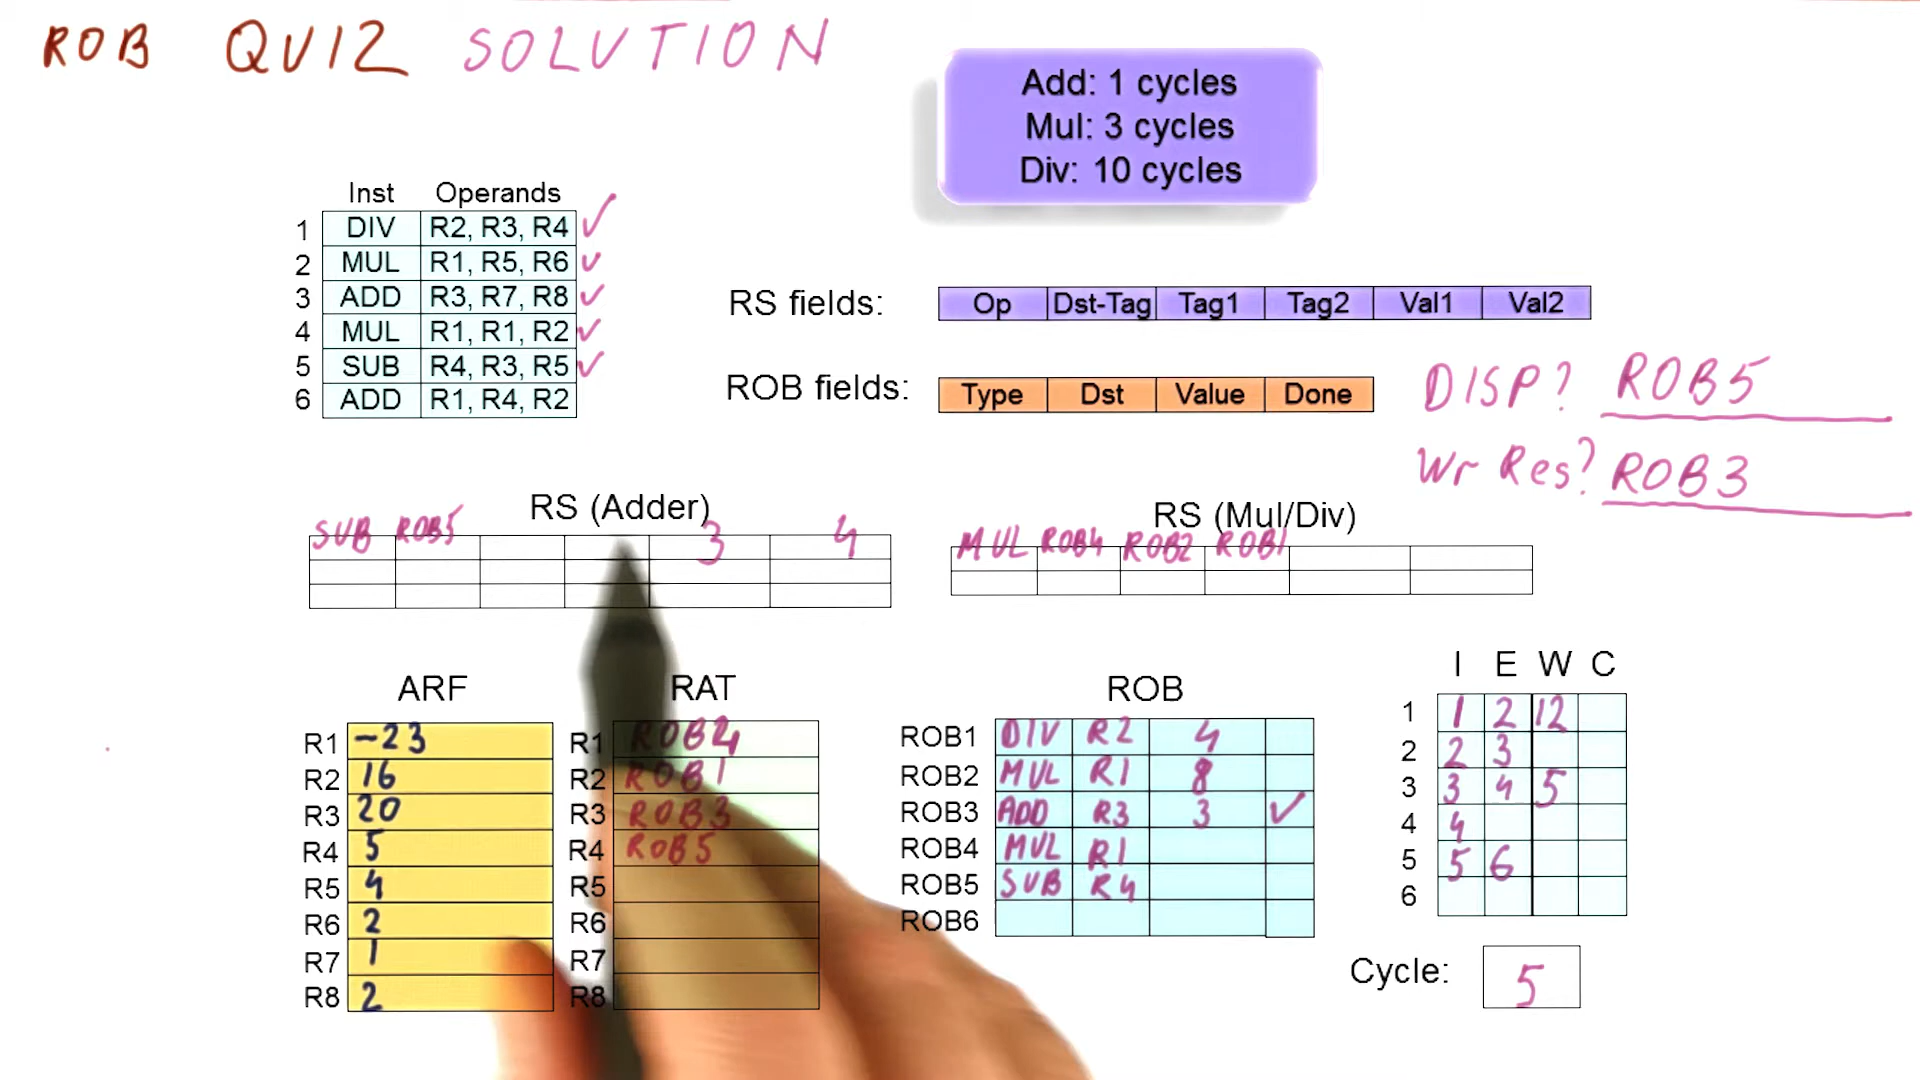 ROB QUIZ SOLUTION
Add: 1 cycles
Mul: 3 cycles
Div: 10 cycles
Inst Operands
1 DIV R2, R3, R4 ✓
2 MUL R1, R5, R6 ✓
3 ADD R3, R7, R8 ✓
4 MUL R1, R1, R2 ✓
5 SUB R4, R3, R5 ✓
6 ADD R1, R4, R2
RS fields: Op Dst-Tag Tag1 Tag2 Val1 Val2
ROB fields: Type Dst Value Done
DISP? ROB5
Wr Res? ROB3
RS (Adder)
SUB ROB5 3 4
RS (Mul/Div)
MUL ROB4 ROB2 ROB1
ARF
R1 -23
R2 16
R3 20
R4 5
R5 4
R6 2
R7 1
R8 2
RAT
R1 ROB4
R2 ROB1
R3 ROB3
R4 ROB5
R5
R6
R7
R8
ROB
ROB1 DIV R2 4
ROB2 MUL R1 8
ROB3 ADD R3 3 ✓
ROB4 MUL R1
ROB5 SUB R4
ROB6
I E W C
1 1 2 12
2 2 3
3 3 4 5
4 4
5 5 6
6
Cycle: 5